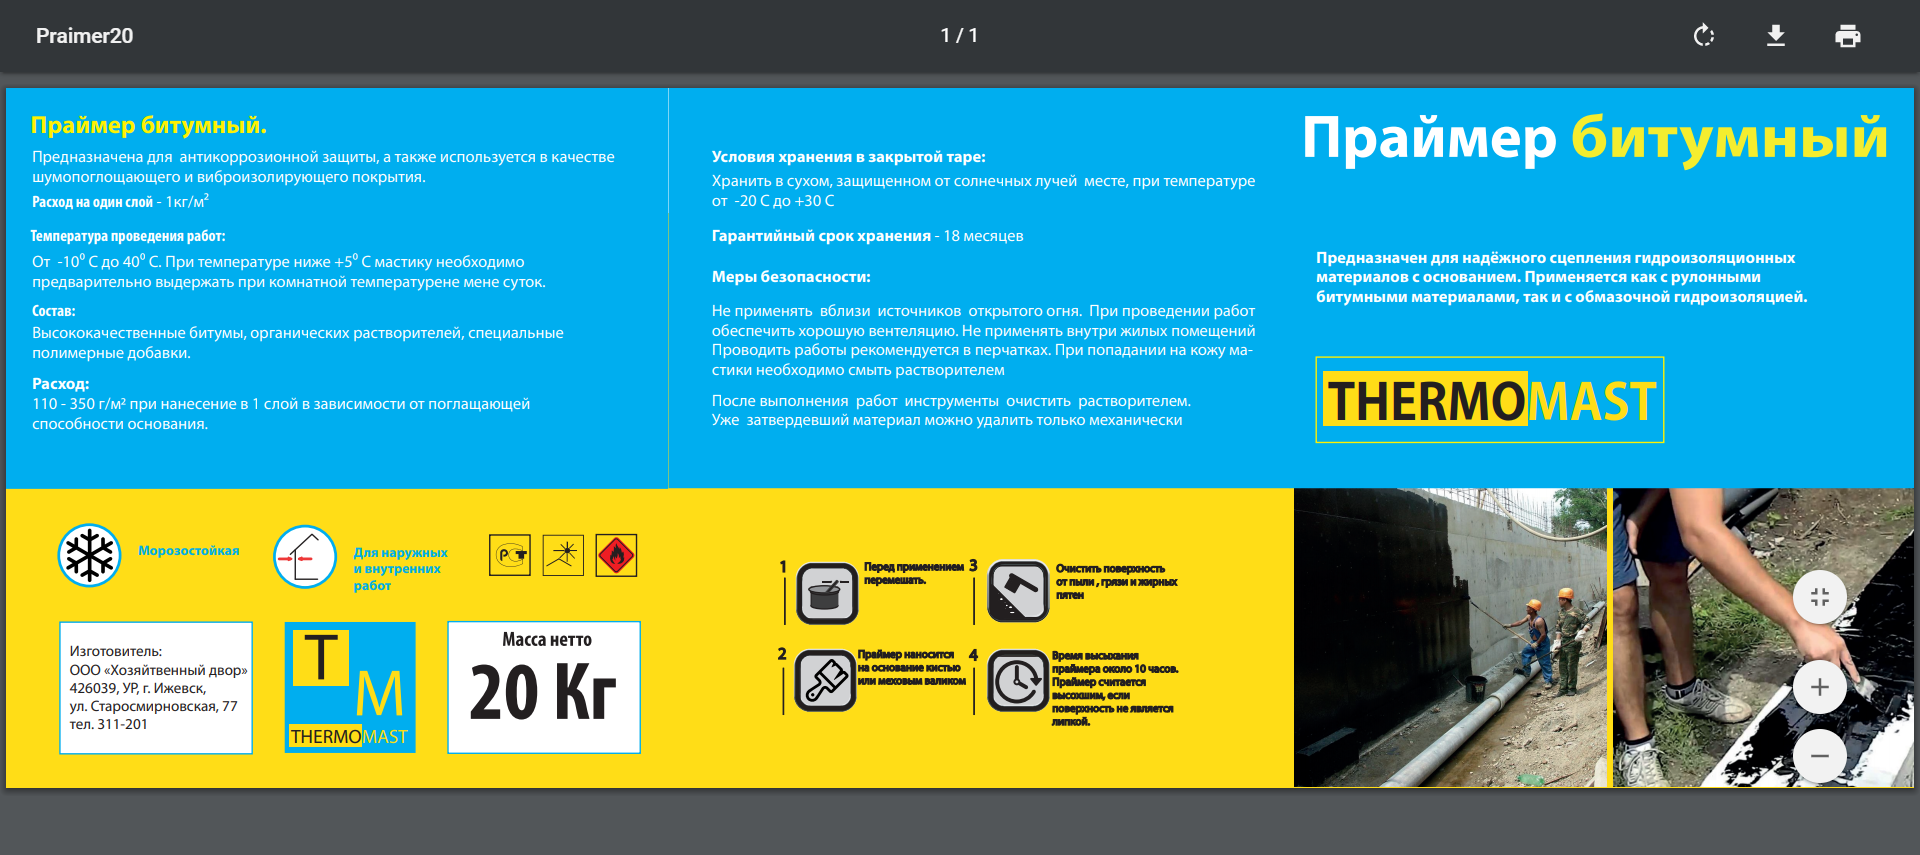 Praimer20
1 / 1
Праймер битумный.
Предназначена для антикоррозионной защиты, а также используется в качестве
шумопоглощающего и виброизолирующего покрытия.
Расход на один слой - 1кг/м²
Температура проведения работ:
От -10⁰ С до 40⁰ С. При температуре ниже +5⁰ С мастику необходимо
предварительно выдержать при комнатной температурене мене суток.
Состав:
Высококачественные битумы, органических растворителей, специальные
полимерные добавки.
Расход:
110 - 350 г/м² при нанесение в 1 слой в зависимости от поглащающей
способности основания.
Условия хранения в закрытой таре:
Хранить в сухом, защищенном от солнечных лучей месте, при температуре
от -20 С до +30 С
Гарантийный срок хранения - 18 месяцев
Меры безопасности:
Не применять вблизи источников открытого огня. При проведении работ
обеспечить хорошую вентеляцию. Не применять внутри жилых помещений
Проводить работы рекомендуется в перчатках. При попадании на кожу ма-
стики необходимо смыть растворителем
После выполнения работ инструменты очистить растворителем.
Уже затвердевший материал можно удалить только механически
Праймер битумный
Предназначен для надёжного сцепления гидроизоляционных
материалов с основанием. Применяется как с рулонными
битумными материалами, так и с обмазочной гидроизоляцией.
THERMOMAST
Морозостойкая
Для наружных
и внутренних
работ
РСТ
Изготовитель:
ООО «Хозяйтвенный двор»
426039, УР, г. Ижевск,
ул. Старосмирновская, 77
тел. 311-201
T
M
THERMOMAST
Масса нетто
20 Кг
1
Перед применением
перемешать.
2
Праймер наносится
на основание кистью
или меховым валиком
3
Очистить поверхность
от пыли , грязи и жирных
пятен
4
Время высыхания
праймера около 10 часов.
Праймер считается
высохшим, если
поверхность не является
липкой.